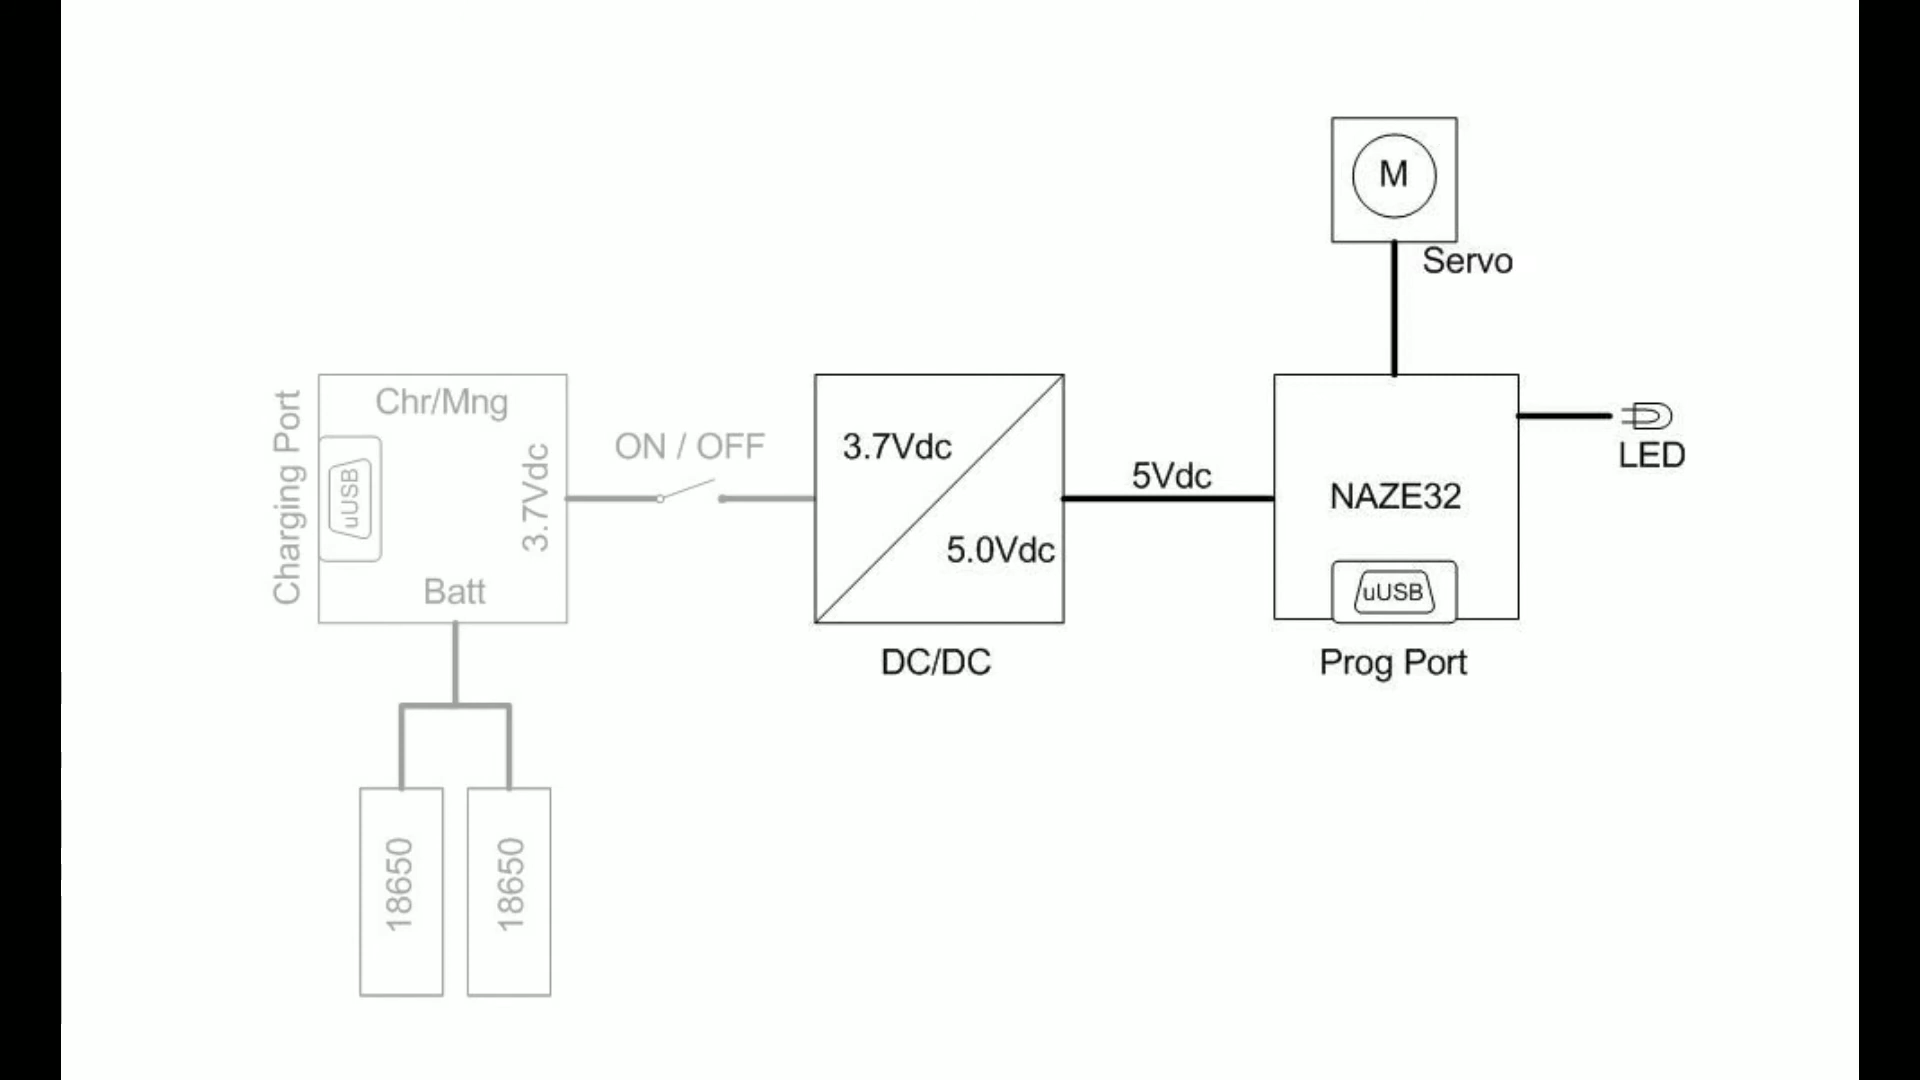 M
Servo
Charging Port
Chr/Mng
uUSB
3.7Vdc
Batt
ON / OFF
3.7Vdc
5.0Vdc
DC/DC
5Vdc
NAZE32
uUSB
Prog Port
LED
18650
18650